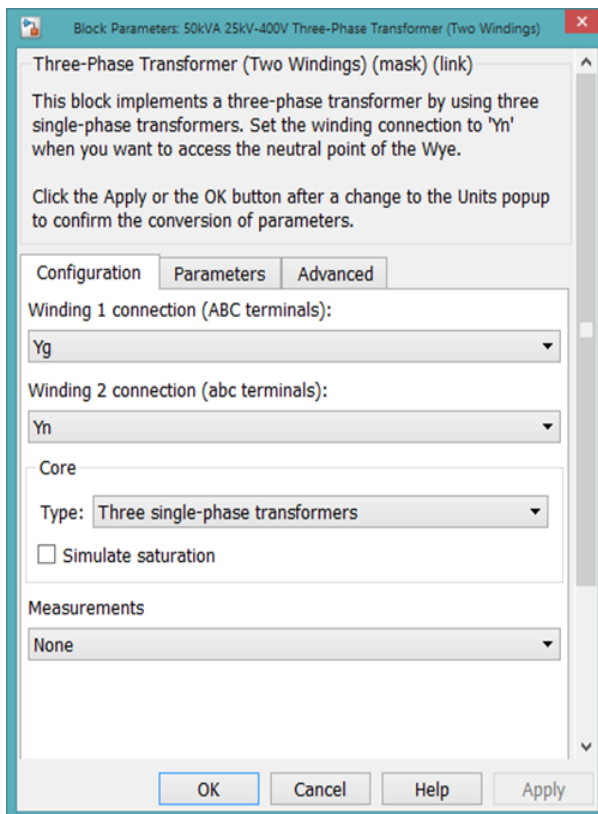 Block Parameters: 50kVA 25kV-400V Three-Phase Transformer (Two Windings)
Three-Phase Transformer (Two Windings) (mask) (link)
This block implements a three-phase transformer by using three
single-phase transformers. Set the winding connection to 'Yn'
when you want to access the neutral point of the Wye.
Click the Apply or the OK button after a change to the Units popup
to confirm the conversion of parameters.
Configuration Parameters Advanced
Winding 1 connection (ABC terminals):
Yg
Winding 2 connection (abc terminals):
Yn
Core
Type: Three single-phase transformers
Simulate saturation
Measurements
None
OK Cancel Help Apply